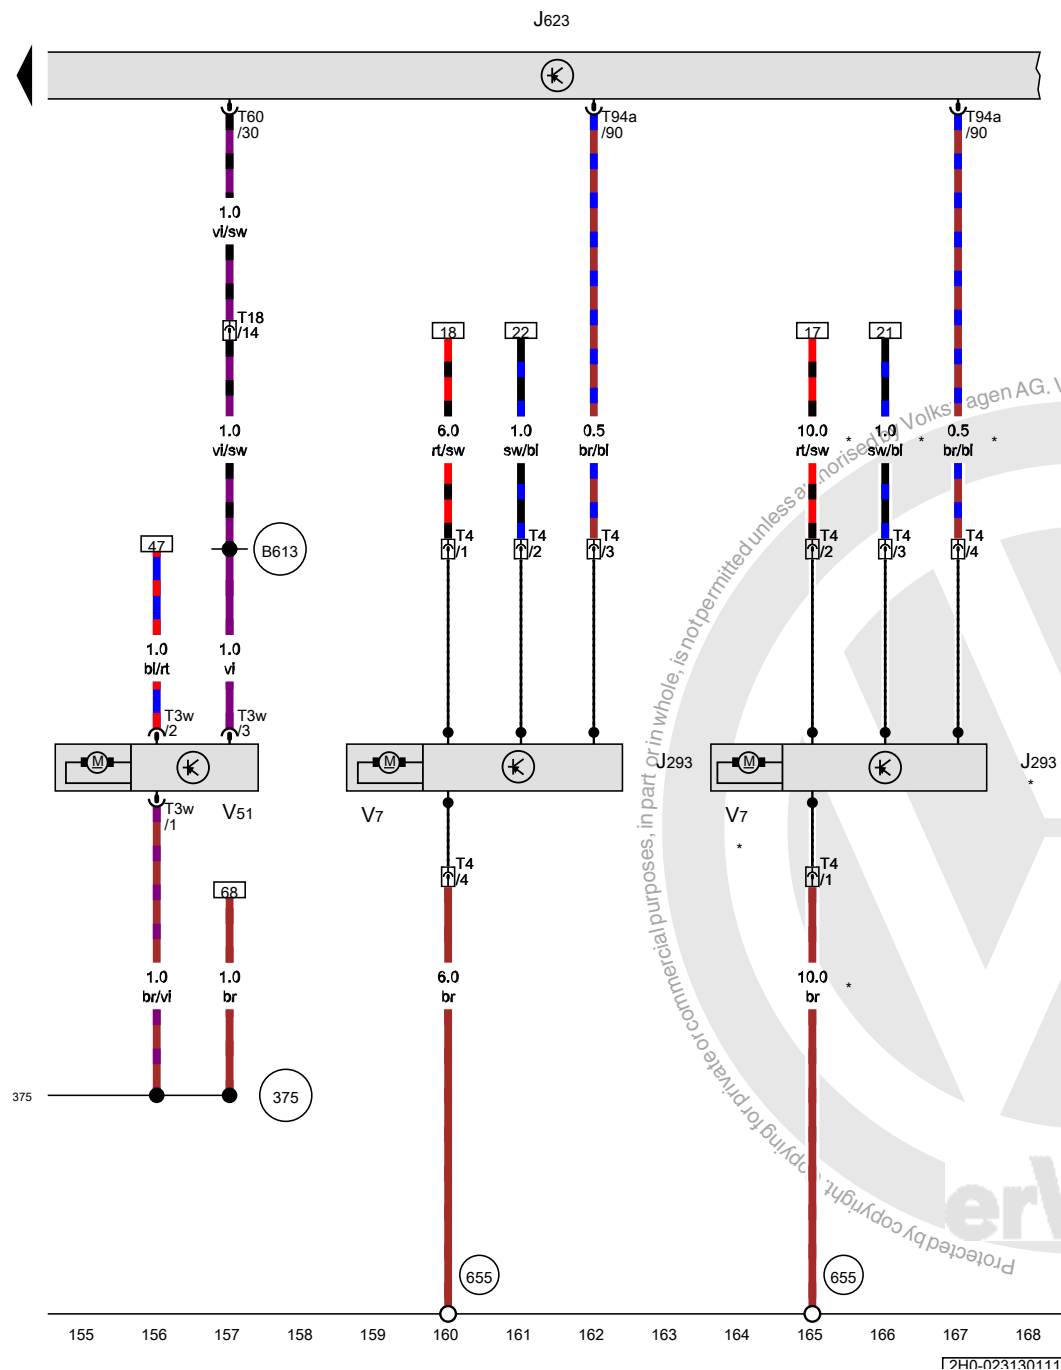 J623
T60
/30
T94a
/90
T94a
/90
1.0
vi/sw
T18
/14
18
22
17
21
1.0
vi/sw
6.0
rt/sw
1.0
sw/bl
0.5
br/bl
10.0
rt/sw
*
1.0
sw/bl
*
0.5
br/bl
*
47
B613
T4
/1
T4
/2
T4
/3
T4
/2
T4
/3
T4
/4
1.0
bl/rt
1.0
vi
T3w
/2
T3w
/3
M
M
J293
M
J293
*
T3w
/1
V51
V7
V7
*
T4
/4
T4
/1
68
1.0
br/vi
1.0
br
6.0
br
10.0
br
*
375
375
655
655
155 156 157 158 159 160 161 162 163 164 165 166 167 168
2H0-023130111
Protected by copyright. Copying for private or commercial purposes, in part or in whole, is not permitted unless authorised by Volkswagen AG.